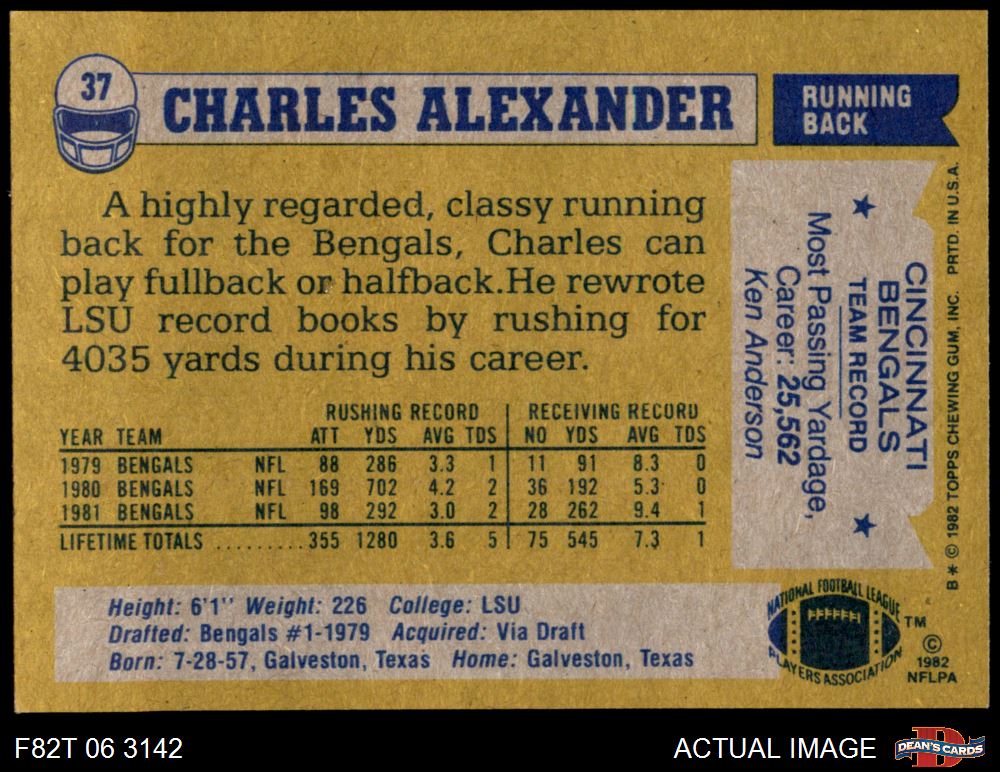 37
CHARLES ALEXANDER
RUNNING
BACK
A highly regarded, classy running
back for the Bengals, Charles can
play fullback or halfback.He rewrote
LSU record books by rushing for
4035 yards during his career.
RUSHING RECORD RECEIVING RECORD
YEAR TEAM ATT YDS AVG TDS NO YDS AVG TDS
1979 BENGALS NFL 88 286 3.3 1 11 91 8.3 0
1980 BENGALS NFL 169 702 4.2 2 36 192 5.3 0
1981 BENGALS NFL 98 292 3.0 2 28 262 9.4 1
LIFETIME TOTALS ......... 355 1280 3.6 5 75 545 7.3 1
Height: 6'1" Weight: 226 College: LSU
Drafted: Bengals #1-1979 Acquired: Via Draft
Born: 7-28-57, Galveston, Texas Home: Galveston, Texas
CINCINNATI
BENGALS
TEAM RECORD
Most Passing Yardage,
Career: 25,562
Ken Anderson
B * © 1982 TOPPS CHEWING GUM, INC. PRTD. IN U.S.A.
NATIONAL FOOTBALL LEAGUE
PLAYERS ASSOCIATION
TM
©
1982
NFLPA
F82T 06 3142
ACTUAL IMAGE
DEAN'S CARDS